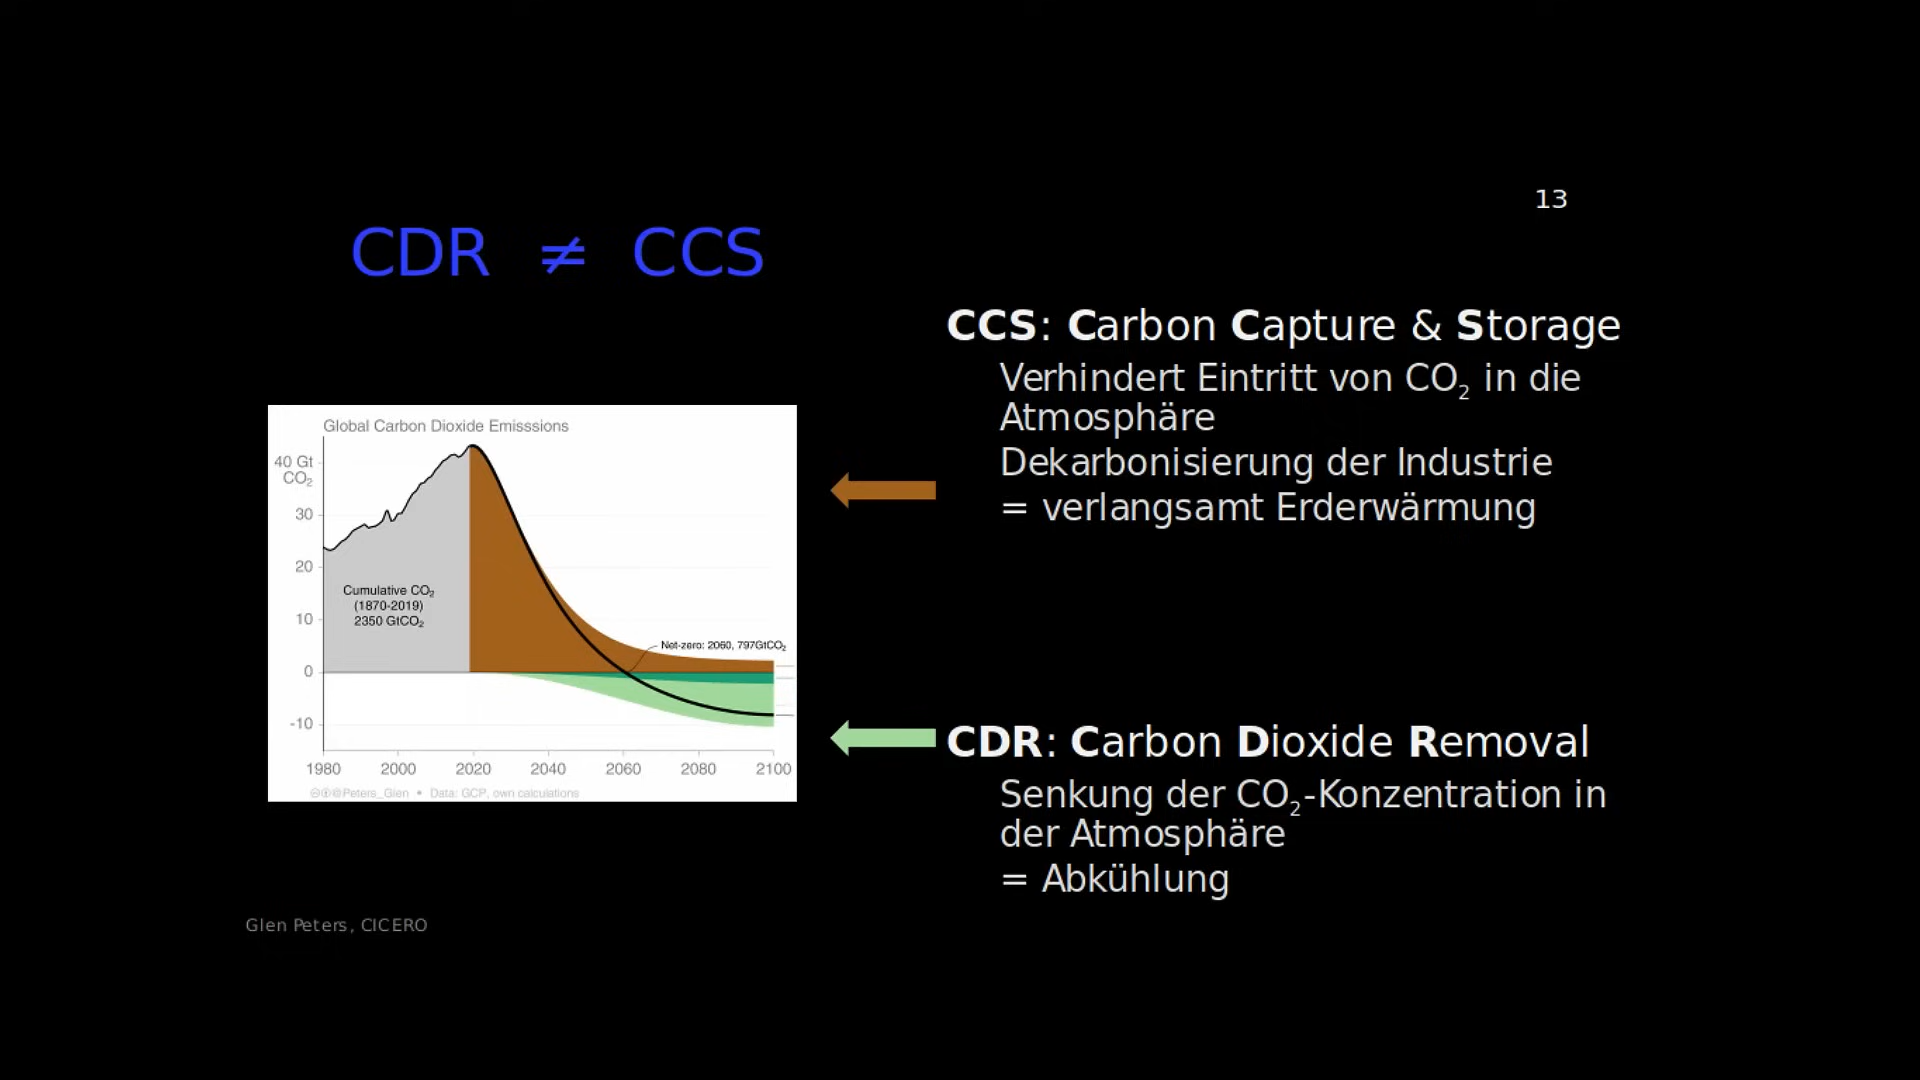 13
CDR ≠ CCS
CCS: Carbon Capture & Storage
Verhindert Eintritt von CO₂ in die
Atmosphäre
Dekarbonisierung der Industrie
= verlangsamt Erderwärmung
Global Carbon Dioxide Emisssions
40 Gt
CO₂
30
20
10
0
-10
Cumulative CO₂
(1870-2019)
2350 GtCO₂
Net-zero: 2060, 797GtCO₂
1980 2000 2020 2040 2060 2080 2100
@Peters_Glen • Data: GCP, own calculations
CDR: Carbon Dioxide Removal
Senkung der CO₂-Konzentration in
der Atmosphäre
= Abkühlung
Glen Peters, CICERO